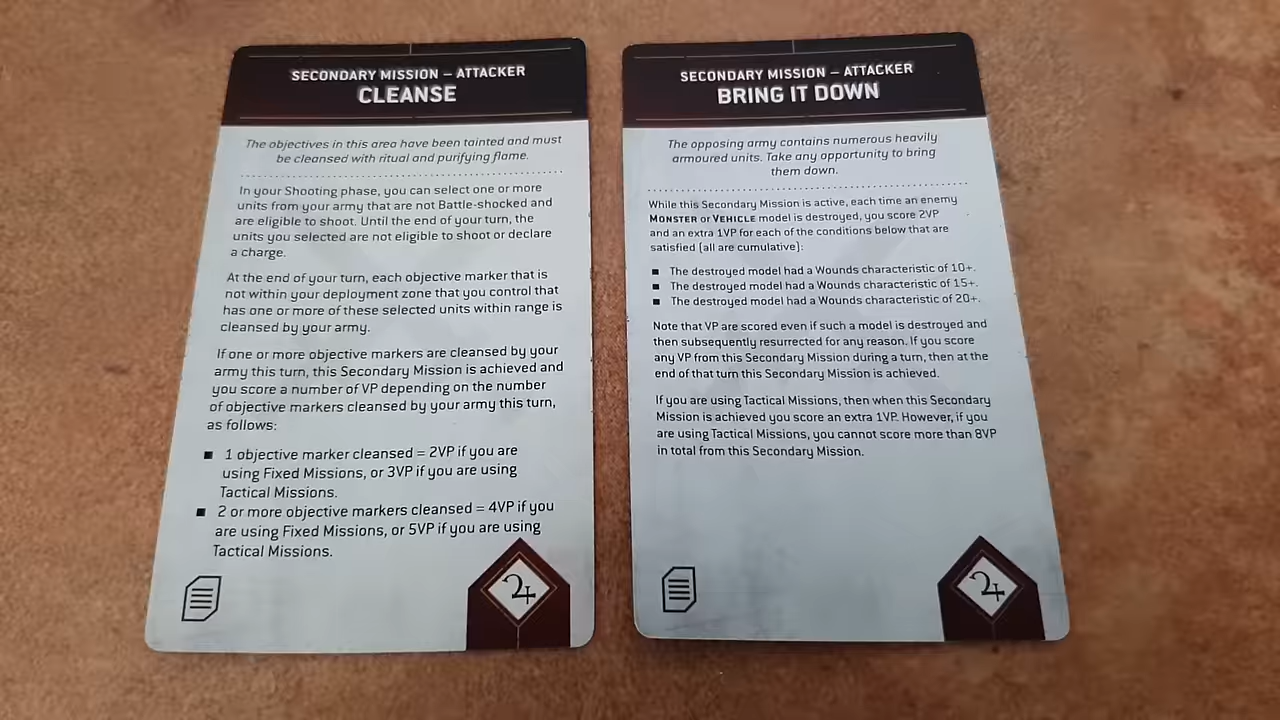 SECONDARY MISSION – ATTACKER
CLEANSE
The objectives in this area have been tainted and must
be cleansed with ritual and purifying flame.
In your Shooting phase, you can select one or more
units from your army that are not Battle-shocked and
are eligible to shoot. Until the end of your turn, the
units you selected are not eligible to shoot or declare
a charge.
At the end of your turn, each objective marker that is
not within your deployment zone that you control that
has one or more of these selected units within range is
cleansed by your army.
If one or more objective markers are cleansed by your
army this turn, this Secondary Mission is achieved and
you score a number of VP depending on the number
of objective markers cleansed by your army this turn,
as follows:
■ 1 objective marker cleansed = 2VP if you are
using Fixed Missions, or 3VP if you are using
Tactical Missions.
■ 2 or more objective markers cleansed = 4VP if you
are using Fixed Missions, or 5VP if you are using
Tactical Missions.
SECONDARY MISSION – ATTACKER
BRING IT DOWN
The opposing army contains numerous heavily
armoured units. Take any opportunity to bring
them down.
While this Secondary Mission is active, each time an enemy
MONSTER or VEHICLE model is destroyed, you score 2VP
and an extra 1VP for each of the conditions below that are
satisfied (all are cumulative):
■ The destroyed model had a Wounds characteristic of 10+.
■ The destroyed model had a Wounds characteristic of 15+.
■ The destroyed model had a Wounds characteristic of 20+.
Note that VP are scored even if such a model is destroyed and
then subsequently resurrected for any reason. If you score
any VP from this Secondary Mission during a turn, then at the
end of that turn this Secondary Mission is achieved.
If you are using Tactical Missions, then when this Secondary
Mission is achieved you score an extra 1VP. However, if you
are using Tactical Missions, you cannot score more than 8VP
in total from this Secondary Mission.